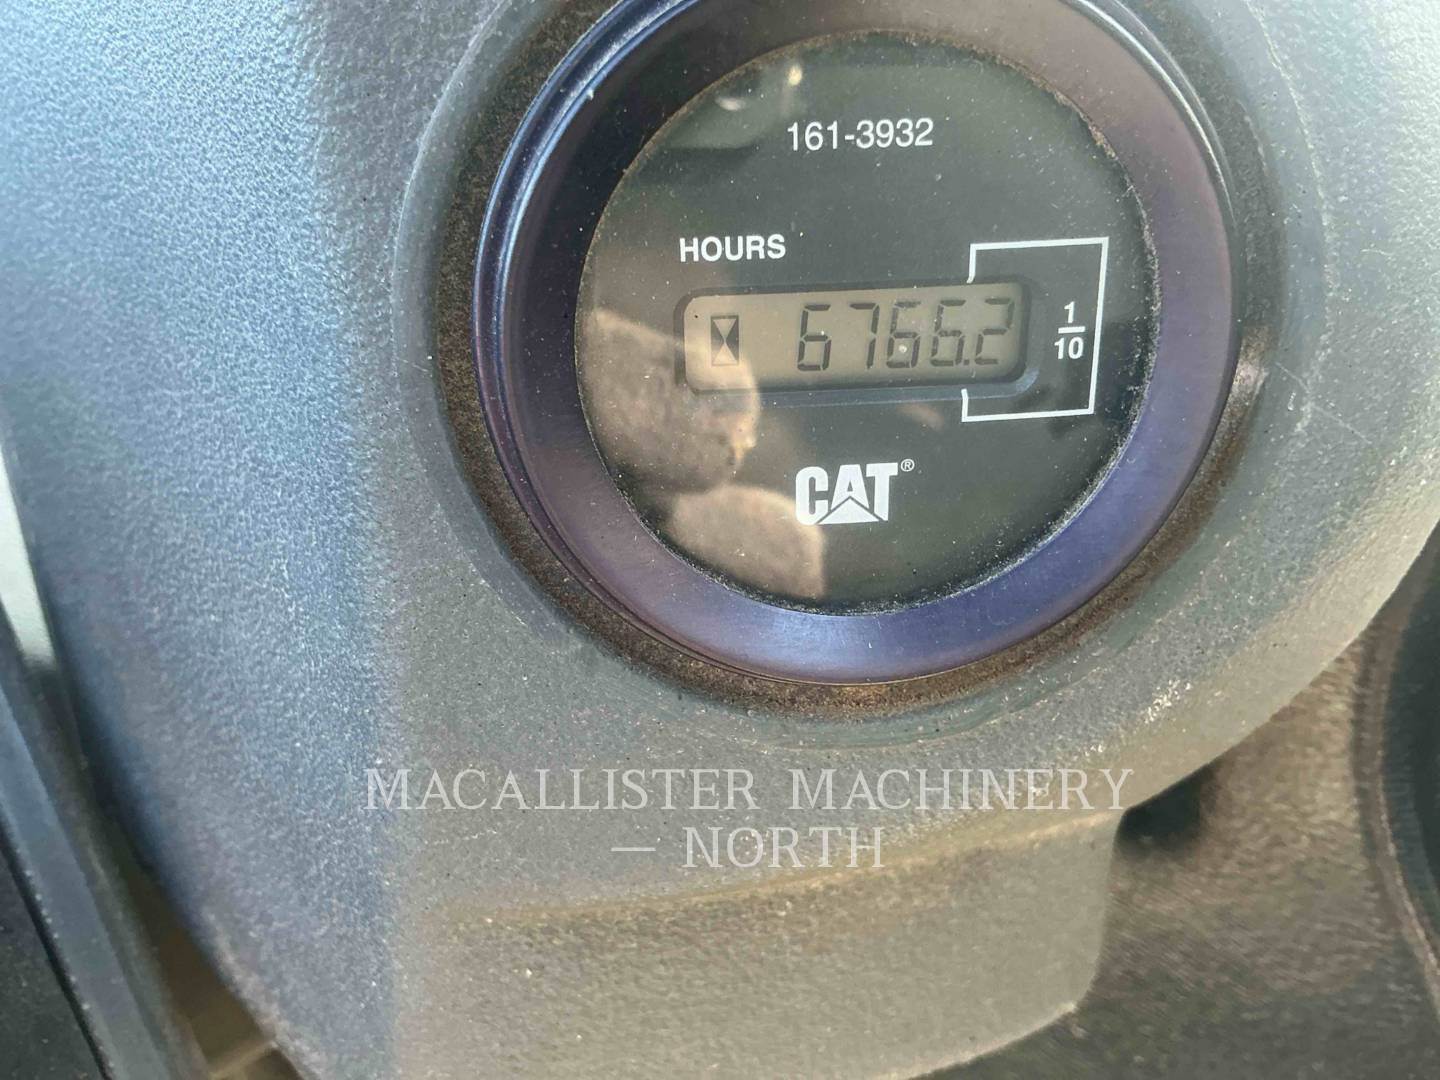 161-3932
HOURS
6766.2
1
10
CAT®
MACALLISTER MACHINERY
— NORTH